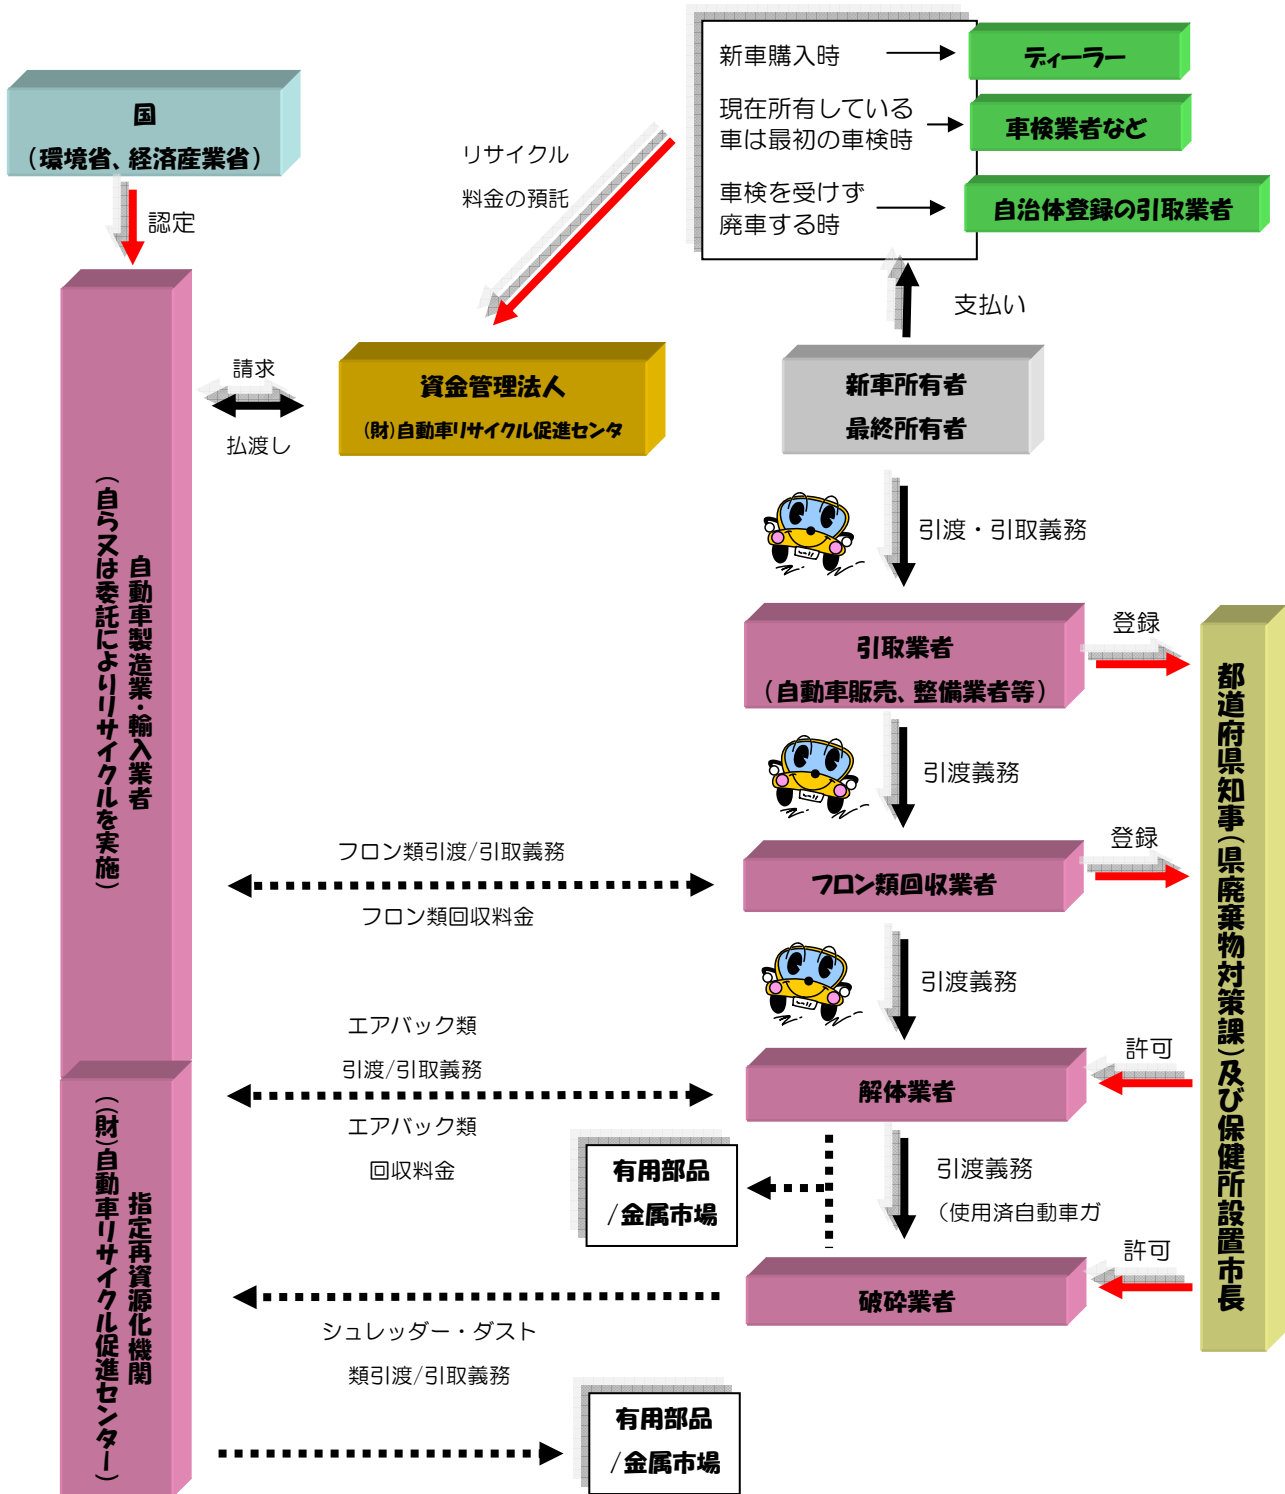 新車購入時
ディーラー
現在所有している
車は最初の車検時
車検業者など
車検を受けず
廃車する時
自治体登録の引取業者
国
(環境省、経済産業省)
認定
リサイクル
料金の預託
支払い
請求
払渡し
資金管理法人
(財)自動車リサイクル促進センタ
新車所有者
最終所有者
引渡・引取義務
自動車製造業・輸入業者
(自ら又は委託によりリサイクルを実施)
引取業者
(自動車販売、整備業者等)
登録
都道府県知事(県廃棄物対策課)及び保健所設置市長
引渡義務
フロン類引渡/引取義務
フロン類回収料金
フロン類回収業者
登録
引渡義務
エアバック類
引渡/引取義務
エアバック類
回収料金
解体業者
許可
有用部品
/金属市場
引渡義務
(使用済自動車ガ
指定再資源化機関
((財)自動車リサイクル促進センター)
破砕業者
許可
シュレッダー・ダスト
類引渡/引取義務
有用部品
/金属市場